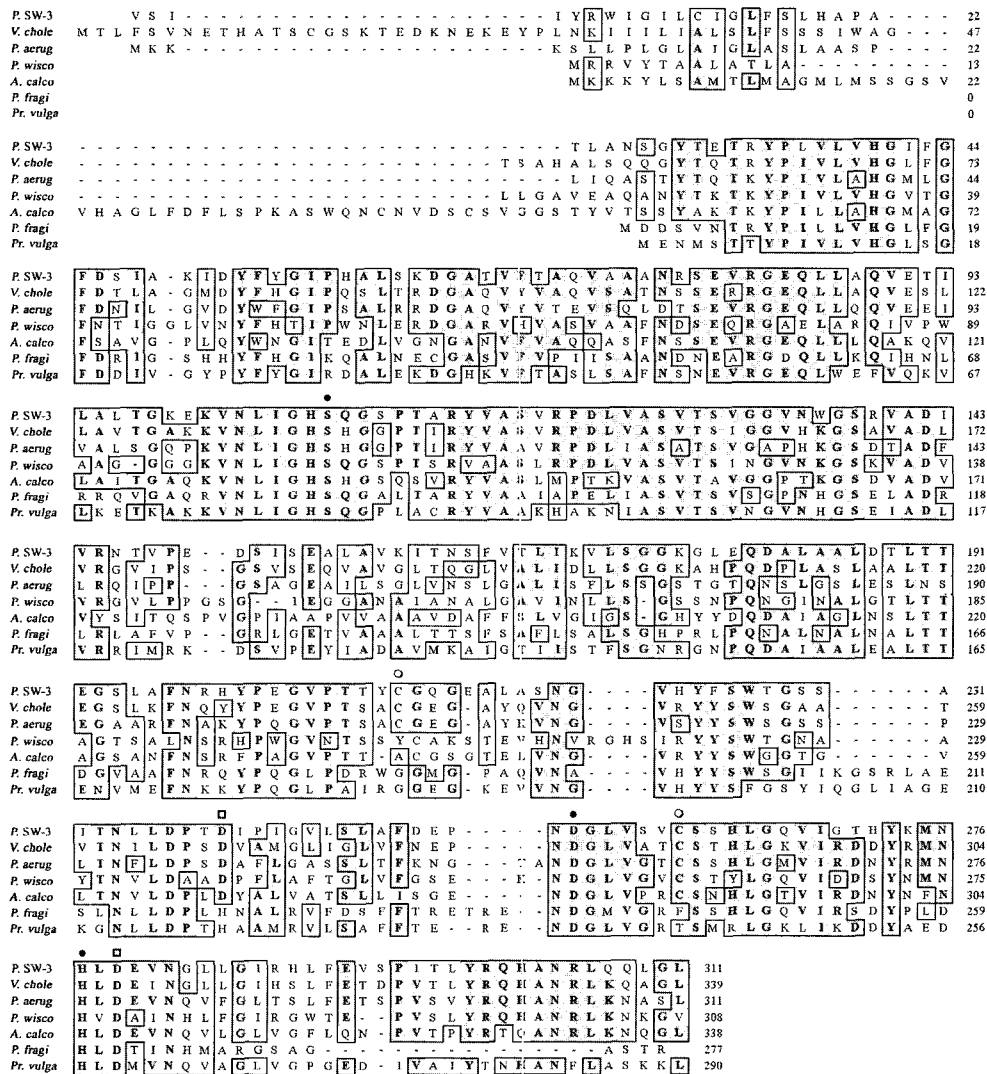 P. SW-3 V S I - - - - - - - - - - - - - - - - - - - - - I Y R W I G I L C I G L F S L H A P A - - 22
V. chole M T L F S V N E T H A T S C G S K T E D K N E K E Y P L N K I I I L I A L S L F S S S I W A G - 47
P. aerug M K K - - - - - - - - - - - - - - - - - - - - - K S L L P L G L A I G L A S L A A S P - - 22
P. wisco M R R V Y T A A L A T L A - - - - - - - - - 13
A. calco M K K K Y L S A M T L M A G M L M S S G S V 22
P. fragi 0
Pr. vulga 0
P. SW-3 - - - - - - - - - - - - - - - - - - - - - - - - - - - - T L A N S G Y T E T R Y P L V L V H G I F G 44
V. chole - - - - - - - - - - - - - - - - - - - - - - - - T S A H A L S Q Q G Y T Q T R Y P I V L V H G L F G 73
P. aerug - - - - - - - - - - - - - - - - - - - - - - - - - - - - L I Q A S T Y T Q T K Y P I V L A H G M L G 44
P. wisco - - - - - - - - - - - - - - - - - - - - - - - - L L G A V E A Q A N Y T K T K Y P I V L V H G V T G 39
A. calco V H A G L F D F L S P K A S W Q N C N V D S C S V G G S T Y V T S S Y A K T K Y P I L L A H G M A G 72
P. fragi M D D S V N T R Y P I L L V H G L F G 19
Pr. vulga M E N M S T T Y P I V L V H G L S G 18
P. SW-3 F D S I A - K I D Y F Y G I P H A L S K D G A T V F T A Q V A A A N R S E V R G E Q L L A Q V E T I 93
V. chole F D T L A - G M D Y F H G I P Q S L T R D G A Q V Y V A Q V S A T N S S E R R G E Q L L A Q V E S L 122
P. aerug F D N I L - G V D Y W F G I P S A L R R D G A Q V Y V T E V S Q L D T S E V R G E Q L L Q Q V E E I 93
P. wisco F N T I G G L V N Y F H T I P W N L E R D G A R V H V A S V A A F N D S E Q R G A E L A R Q I V P W 89
A. calco F S A V G - P L Q Y W N G I T E D L V G N G A N V F V A Q Q A S F N S S E V R G E Q L L Q A K Q V 121
P. fragi F D R I G - S H H Y F H G I K Q A L N E C G A S V F V P I I S A A N D N E A R G D Q L L K Q I H N L 68
Pr. vulga F D D I V - G Y P Y F Y G I R D A L E K D G H K V F T A S L S A F N S N E V R G E Q L W E F V Q K V 67
P. SW-3 L A L T G K E K V N L I G H S Q G S P T A R Y V A S V R P D L V A S V T S V G G V N W G S R V A D I 143
V. chole L A V T G A K K V N L I G H S H G G P T I R Y V A S V R P D L V A S V T S I G G V H K G S A V A D L 172
P. aerug V A L S G Q P K V N L I G H S H G G P T I R Y V A A V R P D L I A S A T S V G A P H K G S D T A D F 143
P. wisco A A G - G G G K V N L I G H S Q G S P T S R V A A S L R P D L V A S V T S I N G V N K G S K V A D V 138
A. calco L A I T G A Q K V N L I G H S H G S Q S V R Y V A S L M P T K V A S V T A V G G P T K G S D V A D V 171
P. fragi R R Q V G A Q R V N L I G H S Q G A L T A R Y V A A I A P E L I A S V T S V S G P N H G S E L A D R 118
Pr. vulga L K E T K A K K V N L I G H S Q G P L A C R Y V A A K H A K N I A S V T S V N G V N H G S E I A D L 117
P. SW-3 V R N T V P E - - D S I S E A L A V K I T N S F V T L I K V L S G G K G L E Q D A L A A L D T L T T 191
V. chole V R G V I P S - - G S V S E Q V A V G L T Q G L V A L I D L L S G G K A H P Q D P L A S L A A L T T 220
P. aerug L R Q I P P - - - G S A G E A I L S G L V N S L G A L I S F L S S G S T G T Q N S L G S L E S L N S 190
P. wisco V R G V L P P G S G - - I E G G A N A I A N A L G A V I N L L S - G S S N P Q N G I N A L G T L T T 185
A. calco V Y S I T Q S P V G P I A A P V V A A A V D A F F S L V G I G S - G H Y Y D Q D A I A G L N S L T T 220
P. fragi L R L A F V P - - G R L G E T V A A A L T T S F S A F L S A L S G H P R L P Q N A L N A L N A L T T 166
Pr. vulga V R R I M R K - - D S V P E Y I A D A V M K A I G T I I S T F S G N R G N P Q D A I A A L E A L T T 165
P. SW-3 E G S L A F N R H Y P E G V P T T Y C G Q G E A L A S N G - - - - V H Y F S W T G S S - - - - - - A 231
V. chole E G S L K F N Q Y Y P E G V P T S A C G E G - A Y Q V N G - - - - V R Y Y S W S G A A - - - - - - T 259
P. aerug E G A A R F N A K Y P Q G V P T S A C G E G - A Y K V N G - - - - V S Y Y S W S G S S - - - - - - P 229
P. wisco A G T S A L N S R H P W G V N T S S Y C A K S T E V H N V R G H S I R Y Y S W T G N A - - - - - - A 229
A. calco A G S A N F N S R F P A G V P T T - A C G S G T E L V N G - - - - V R Y Y S W G G T G - - - - - - V 259
P. fragi D G V A A F N R Q Y P Q G L P D R W G G M G - P A Q V N A - - - - V H Y Y S W S G I I K G S R L A E 211
Pr. vulga E N V M E F N K K Y P Q G L P A I R G G E G - K E V V N G - - - - V H Y Y S F G S Y I Q G L I A G E 210
P. SW-3 I T N L L D P T D I P I G V L S L A F D E P - - - - N D G L V S V C S S H L G Q V I G T H Y K M N 276
V. chole V T N I L D P S D V A M G L I G L V F N E P - - - - N D G L V A T C S T H L G K V I R D D Y R M N 304
P. aerug L T N F L D P S D A F L G A S S L T F K N G - - - T A N D G L V G T C S S H L G M V I R D N Y R M N 276
P. wisco Y T N V L D A A D P F L A F T G L V F G S E - - - K N D G L V G V C S T Y L G Q V I D D S Y N M N 275
A. calco L T N V L D P L D Y A L V A T S L L I S G E - - - - N D G L V P R C S N H L G T V I R D N Y N F N 304
P. fragi S L N L L D P L H N A L R V F D S F F T R E T R E - N D G M V G R F S S H L G Q V I R S D Y P L D 259
Pr. vulga K G N L L D P T H A A M R V L S A F F T E - - R E - N D G L V G R T S M R L G K L I K D D Y A E D 256
P. SW-3 H L D E V N G L L G I R H L F E V S P I T L Y R Q H A N R L Q Q L G L 311
V. chole H L D E I N G L L G I H S L F E T D P V T L Y R Q H A N R L K Q A G L 339
P. aerug H L D E V N Q V F G L T S L F E T S P V S V Y R Q H A N R L K N A S L 311
P. wisco H V D A I N H L F G I R G W T E - - P V S L Y R Q H A N R L K N K G V 308
A. calco H L D E V N Q V L G L V G F L Q N - P V T P Y R T Q A N R L K N Q G L 338
P. fragi H L D T I N H M A R G S A G - - - - - - - - - - - - - - - - - A S T R 277
Pr. vulga H L D M V N Q V A G L V G P G E D - I V A I Y T N H A N F L A S K K L 290